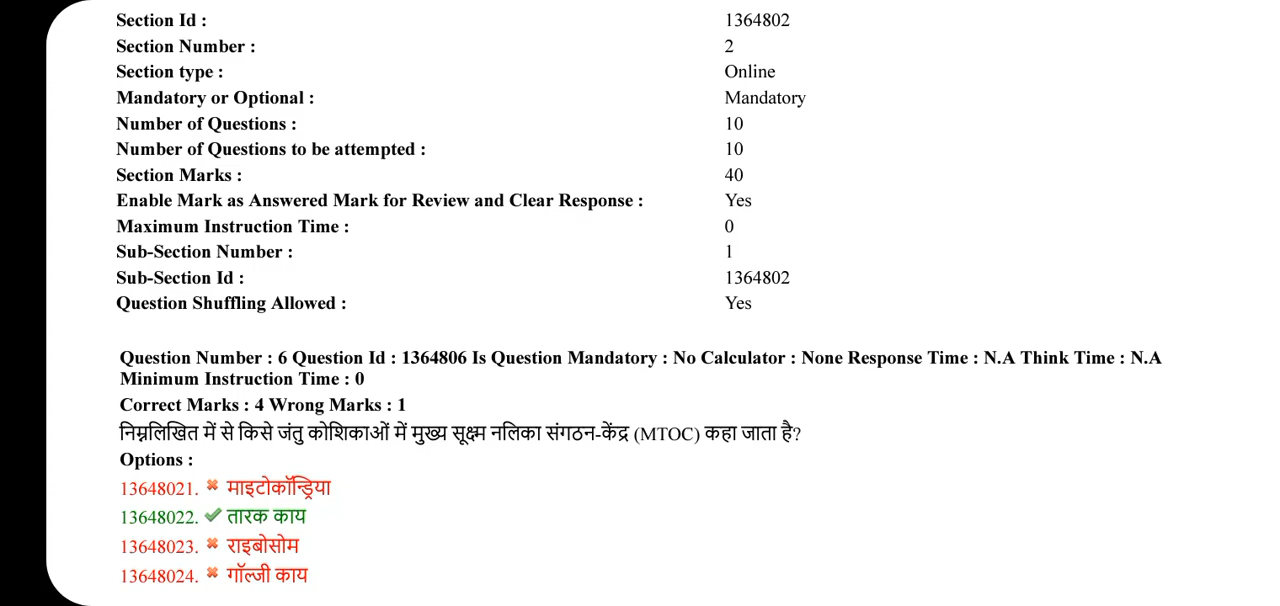 Section Id : 1364802
Section Number : 2
Section type : Online
Mandatory or Optional : Mandatory
Number of Questions : 10
Number of Questions to be attempted : 10
Section Marks : 40
Enable Mark as Answered Mark for Review and Clear Response : Yes
Maximum Instruction Time : 0
Sub-Section Number : 1
Sub-Section Id : 1364802
Question Shuffling Allowed : Yes
Question Number : 6 Question Id : 1364806 Is Question Mandatory : No Calculator : None Response Time : N.A Think Time : N.A
Minimum Instruction Time : 0
Correct Marks : 4 Wrong Marks : 1
निम्नलिखित में से किसे जंतु कोशिकाओं में मुख्य सूक्ष्म नलिका संगठन-केंद्र (MTOC) कहा जाता है?
Options :
13648021. ✖ माइटोकॉन्ड्रिया
13648022. ✔ तारक काय
13648023. ✖ राइबोसोम
13648024. ✖ गॉल्जी काय